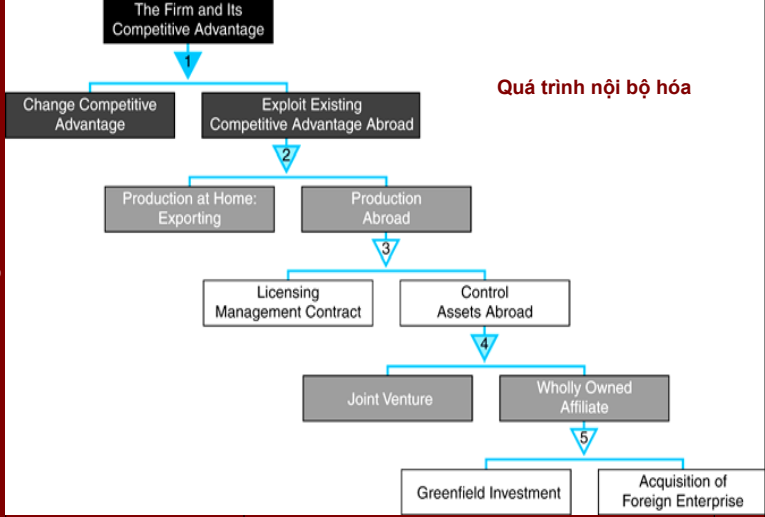 The Firm and Its
Competitive Advantage
1
Quá trình nội bộ hóa
Change Competitive
Advantage
Exploit Existing
Competitive Advantage Abroad
2
Production at Home:
Exporting
Production
Abroad
3
Licensing
Management Contract
Control
Assets Abroad
4
Joint Venture
Wholly Owned
Affiliate
5
Greenfield Investment
Acquisition of
Foreign Enterprise